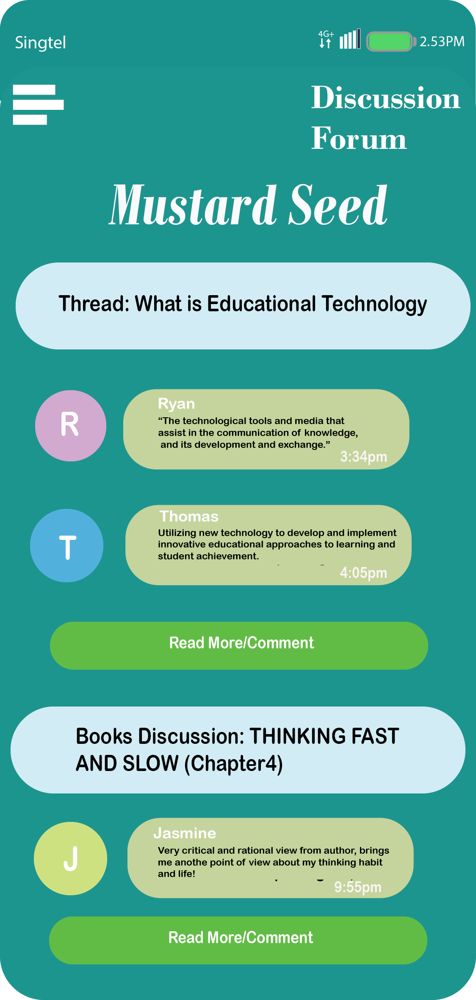 Singtel
4G+
2.53PM
Discussion
Forum
Mustard Seed
Thread: What is Educational Technology
R
Ryan
“The technological tools and media that
assist in the communication of knowledge,
and its development and exchange.”
3:34pm
T
Thomas
Utilizing new technology to develop and implement
innovative educational approaches to learning and
student achievement.
4:05pm
Read More/Comment
Books Discussion: THINKING FAST
AND SLOW (Chapter4)
J
Jasmine
Very critical and rational view from author, brings
me anothe point of view about my thinking habit
and life!
9:55pm
Read More/Comment